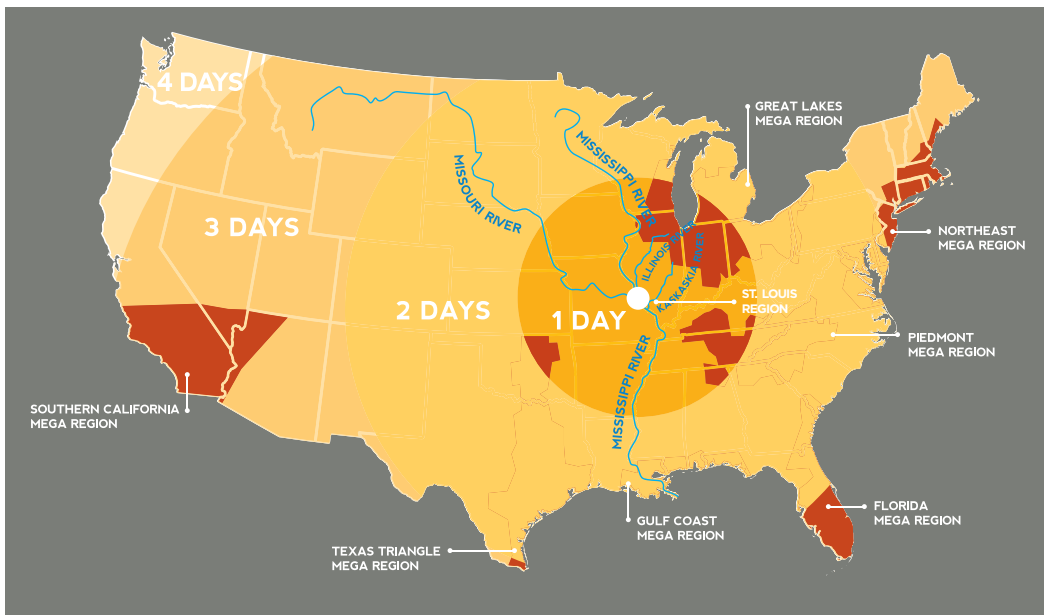 4 DAYS
GREAT LAKES
MEGA REGION
MISSISSIPPI RIVER
MISSOURI RIVER
3 DAYS
NORTHEAST
MEGA REGION
ILLINOIS RIVER
KASKASKIA RIVER
ST. LOUIS
REGION
2 DAYS
1 DAY
PIEDMONT
MEGA REGION
MISSISSIPPI RIVER
SOUTHERN CALIFORNIA
MEGA REGION
FLORIDA
MEGA REGION
GULF COAST
MEGA REGION
TEXAS TRIANGLE
MEGA REGION